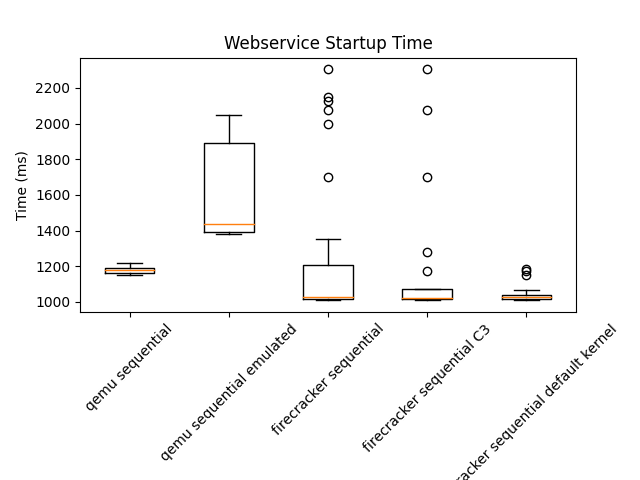 Webservice Startup Time
Time (ms)
2200
2000
1800
1600
1400
1200
1000
qemu sequential
qemu sequential emulated
firecracker sequential
firecracker sequential C3
sequential default kernel